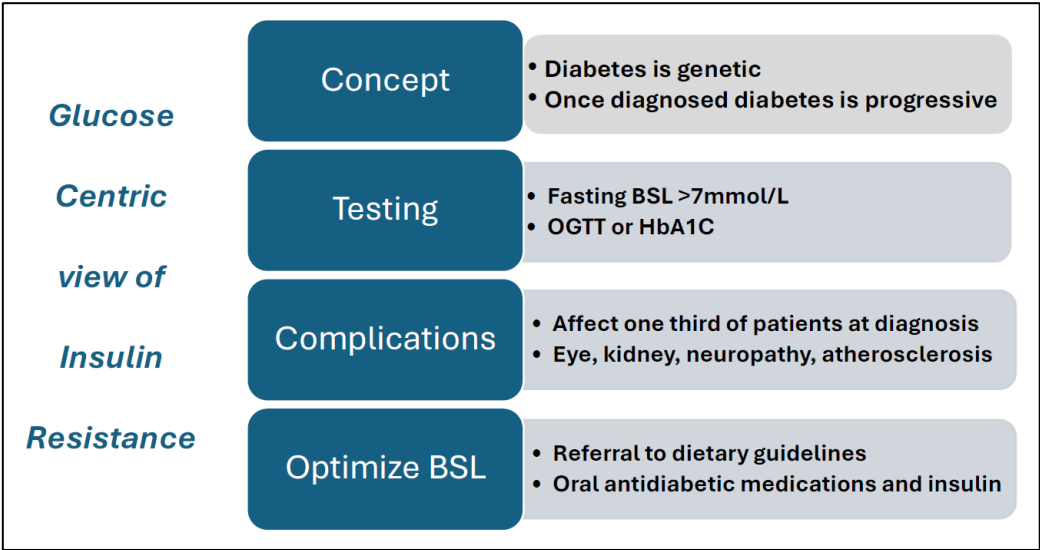 Glucose
Centric
view of
Insulin
Resistance
Concept
• Diabetes is genetic
• Once diagnosed diabetes is progressive
Testing
• Fasting BSL >7mmol/L
• OGTT or HbA1C
Complications
• Affect one third of patients at diagnosis
• Eye, kidney, neuropathy, atherosclerosis
Optimize BSL
• Referral to dietary guidelines
• Oral antidiabetic medications and insulin